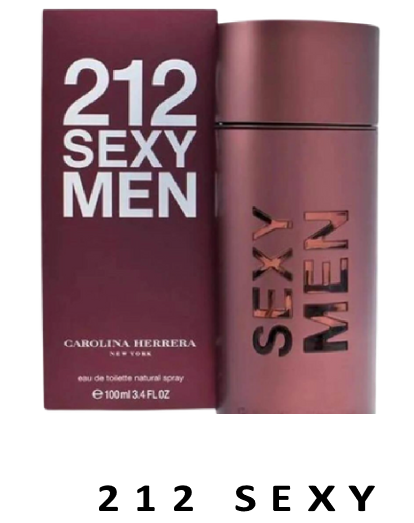 212
SEXY
MEN
CAROLINA HERRERA
NEW YORK
eau de toilette natural spray
℮ 100ml 3.4 FL OZ
SEXY
MEN
212 SEXY